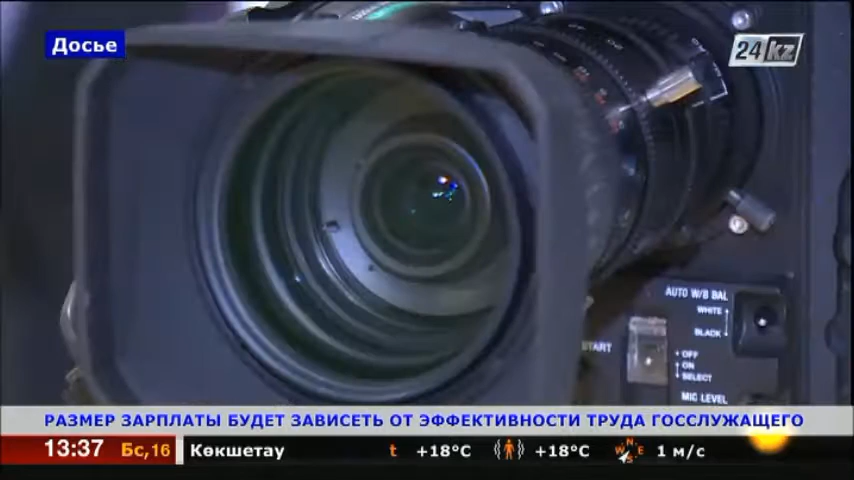 Досье
24kz
AUTO W/B BAL
WHITE
BLACK
START
OFF
ON
SELECT
MIC LEVEL
РАЗМЕР ЗАРПЛАТЫ БУДЕТ ЗАВИСЕТЬ ОТ ЭФФЕКТИВНОСТИ ТРУДА ГОССЛУЖАЩЕГО
13:37 Бс,16 Көкшетау t +18°C +18°C N W E S 1 м/с